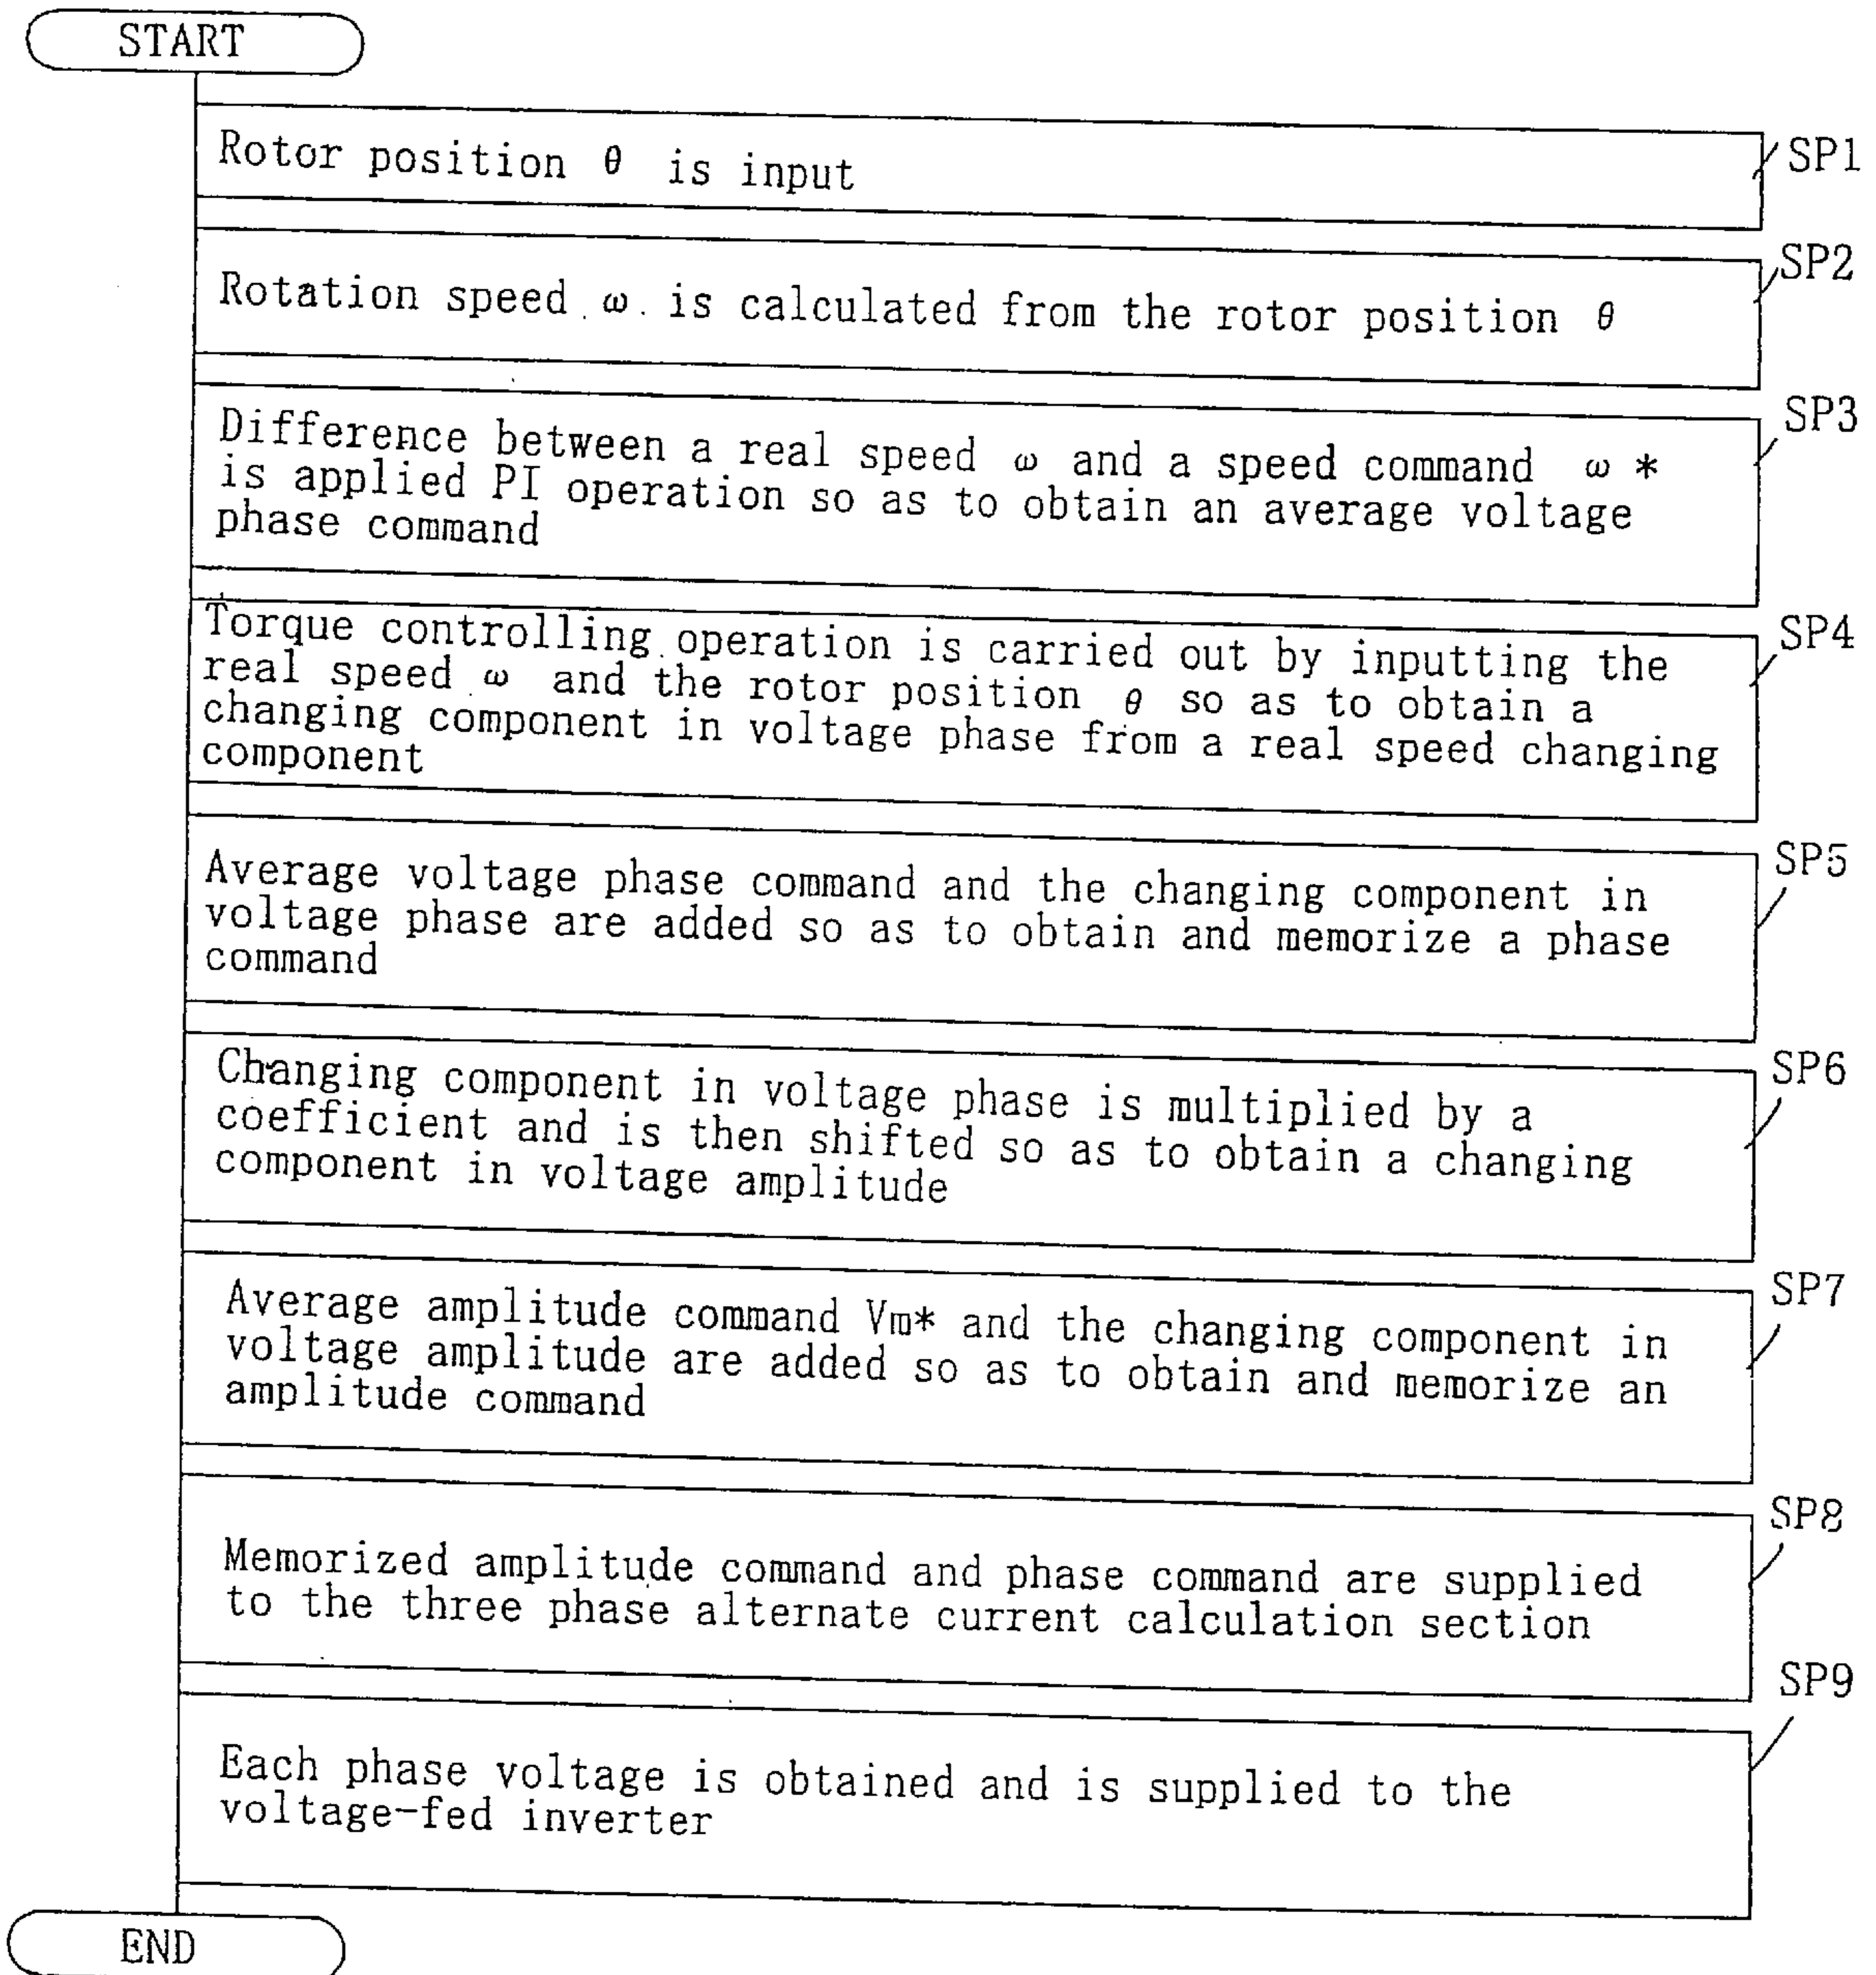 START
Rotor position θ is input
SP1
Rotation speed ω is calculated from the rotor position θ
SP2
Difference between a real speed ω and a speed command ω *
is applied PI operation so as to obtain an average voltage
phase command
SP3
Torque controlling operation is carried out by inputting the
real speed ω and the rotor position θ so as to obtain a
changing component in voltage phase from a real speed changing
component
SP4
Average voltage phase command and the changing component in
voltage phase are added so as to obtain and memorize a phase
command
SP5
Changing component in voltage phase is multiplied by a
coefficient and is then shifted so as to obtain a changing
component in voltage amplitude
SP6
Average amplitude command Vm* and the changing component in
voltage amplitude are added so as to obtain and memorize an
amplitude command
SP7
Memorized amplitude command and phase command are supplied
to the three phase alternate current calculation section
SP8
Each phase voltage is obtained and is supplied to the
voltage-fed inverter
SP9
END